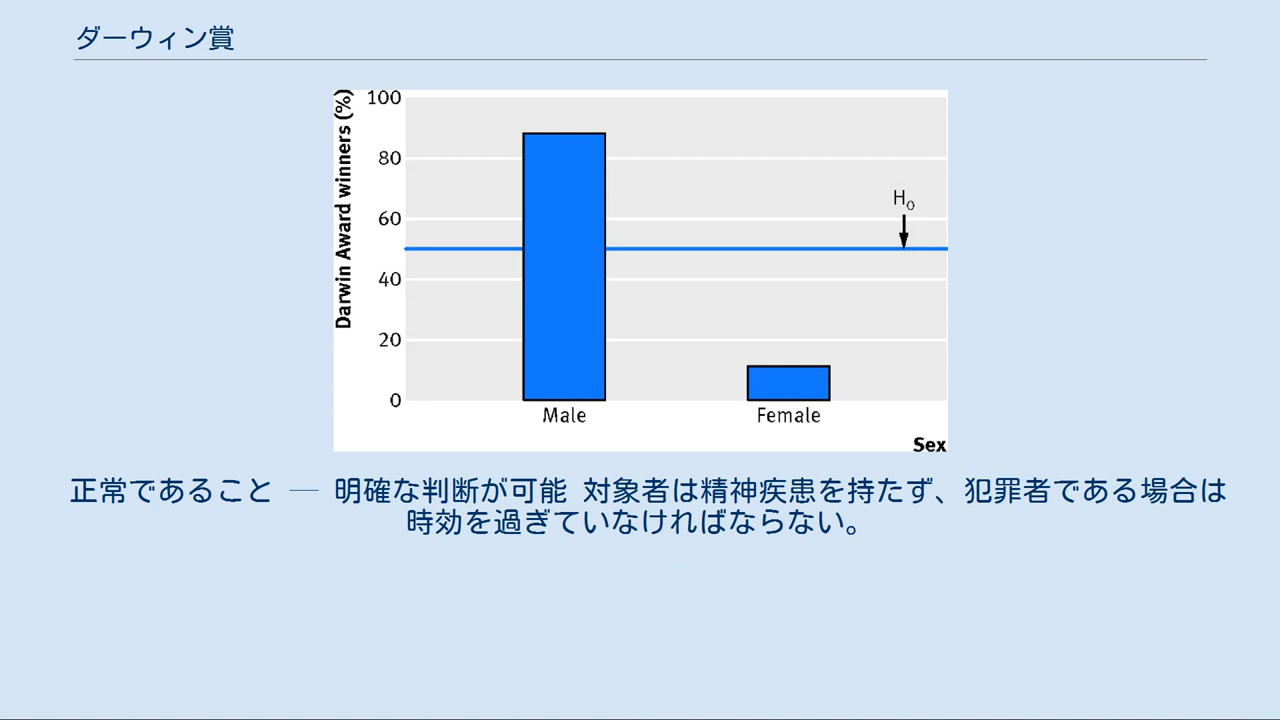 ダーウィン賞
Darwin Award winners (%)
100
80
60
40
20
0
H0
Male
Female
Sex
正常であること ― 明確な判断が可能 対象者は精神疾患を持たず、犯罪者である場合は
時効を過ぎていなければならない。